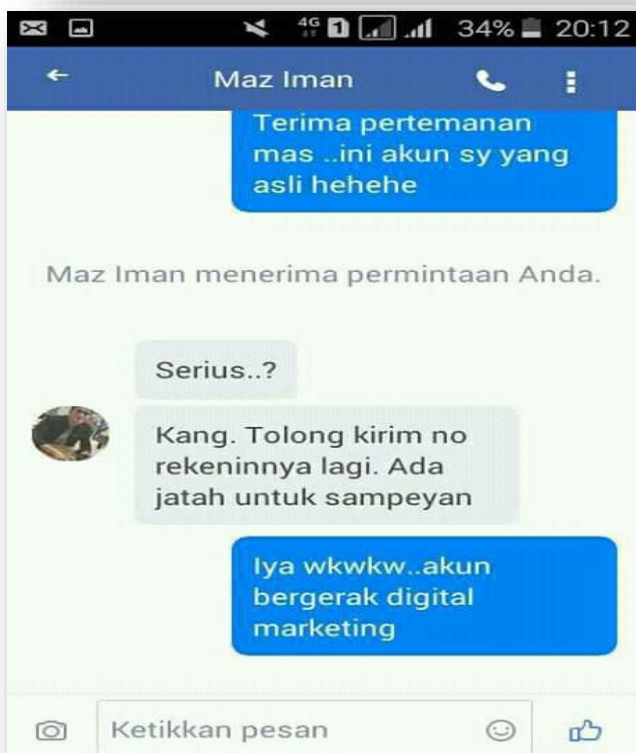 4G 1 34% 20:12
Maz Iman
Terima pertemanan
mas ..ini akun sy yang
asli hehehe
Maz Iman menerima permintaan Anda.
Serius..?
Kang. Tolong kirim no
rekeninnya lagi. Ada
jatah untuk sampeyan
Iya wkwkw..akun
bergerak digital
marketing
Ketikkan pesan